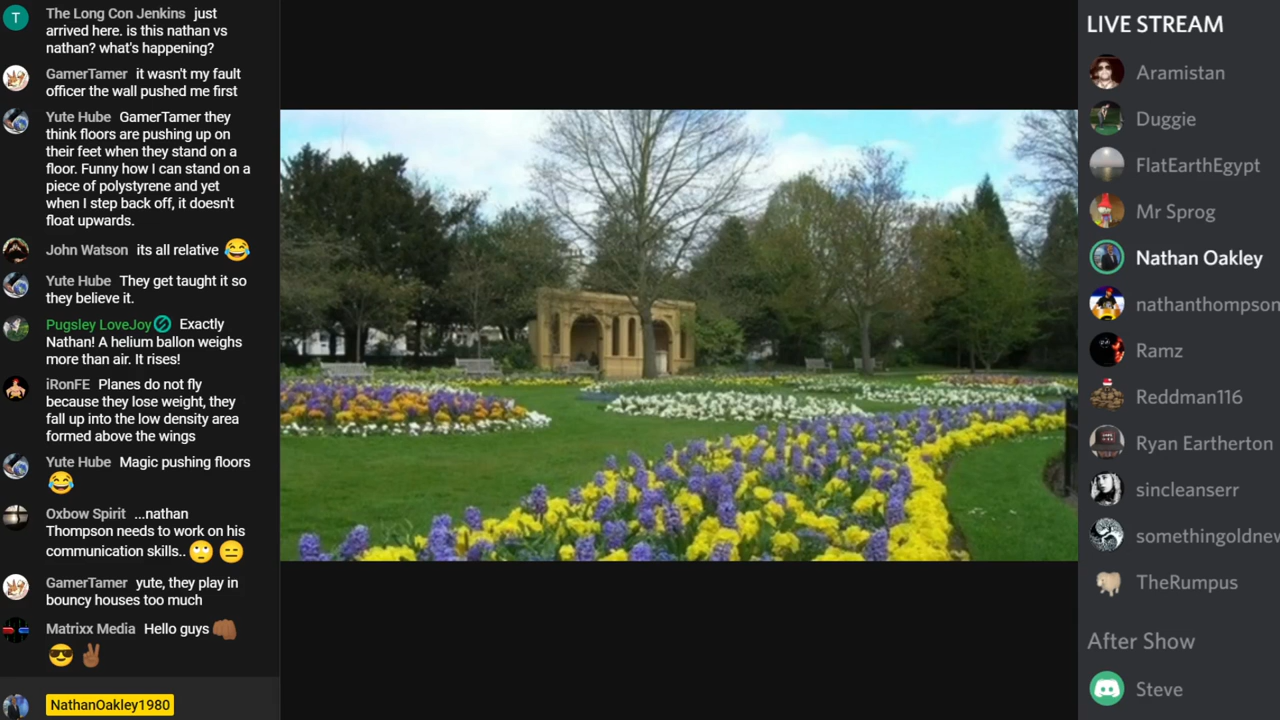 The Long Con Jenkins just
arrived here. is this nathan vs
nathan? what's happening?
GamerTamer it wasn't my fault
officer the wall pushed me first
Yute Hube GamerTamer they
think floors are pushing up on
their feet when they stand on a
floor. Funny how I can stand on a
piece of polystyrene and yet
when I step back off, it doesn't
float upwards.
John Watson its all relative 😂
Yute Hube They get taught it so
they believe it.
Pugsley LoveJoy Exactly
Nathan! A helium ballon weighs
more than air. It rises!
iRonFE Planes do not fly
because they lose weight, they
fall up into the low density area
formed above the wings
Yute Hube Magic pushing floors
😂
Oxbow Spirit ...nathan
Thompson needs to work on his
communication skills.. 🙄 😑
GamerTamer yute, they play in
bouncy houses too much
Matrixx Media Hello guys 👊🏾
😎 ✌🏾
NathanOakley1980
LIVE STREAM
Aramistan
Duggie
FlatEarthEgypt
Mr Sprog
Nathan Oakley
nathanthompson
Ramz
Reddman116
Ryan Eartherton
sincleanserr
somethingoldnew
TheRumpus
After Show
Steve
T